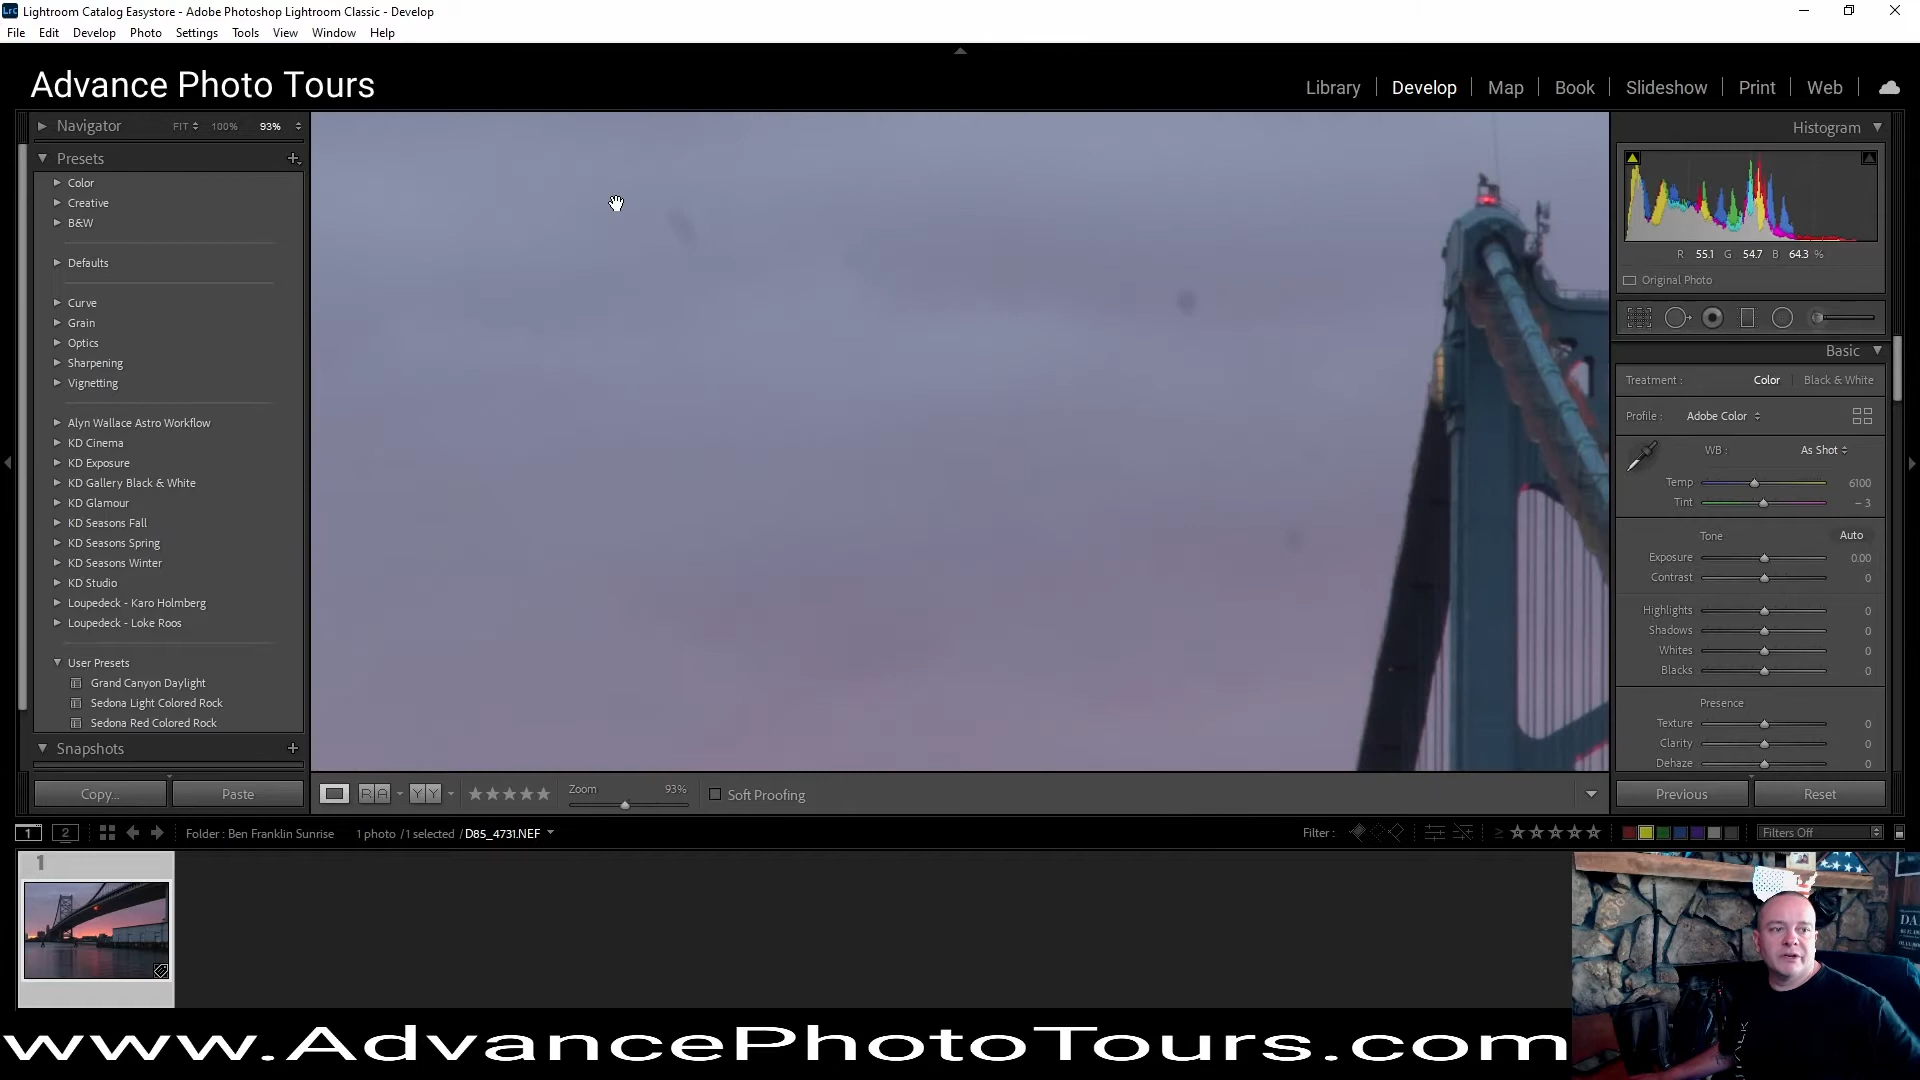 Lightroom Catalog Easystore - Adobe Photoshop Lightroom Classic - Develop
File Edit Develop Photo Settings Tools View Window Help
Advance Photo Tours
Library Develop Map Book Slideshow Print Web
Navigator FIT 100% 93%
Histogram
Presets
Color
Creative
B&W
Defaults
Curve
Grain
Optics
Sharpening
Vignetting
Alyn Wallace Astro Workflow
KD Cinema
KD Exposure
KD Gallery Black & White
KD Glamour
KD Seasons Fall
KD Seasons Spring
KD Seasons Winter
KD Studio
Loupedeck - Karo Holmberg
Loupedeck - Loke Roos
User Presets
Grand Canyon Daylight
Sedona Light Colored Rock
Sedona Red Colored Rock
Snapshots
Copy... Paste
R 55.1 G 54.7 B 64.3 %
Original Photo
Basic
Treatment : Color Black & White
Profile : Adobe Color
WB : As Shot
Temp 6100
Tint - 3
Tone Auto
Exposure 0.00
Contrast 0
Highlights 0
Shadows 0
Whites 0
Blacks 0
Presence
Texture 0
Clarity 0
Dehaze 0
Previous Reset
R A Y Y Zoom 93% Soft Proofing
1 2 Folder : Ben Franklin Sunrise 1 photo / 1 selected / D85_4731.NEF Filter : Filters Off
1
www.AdvancePhotoTours.com